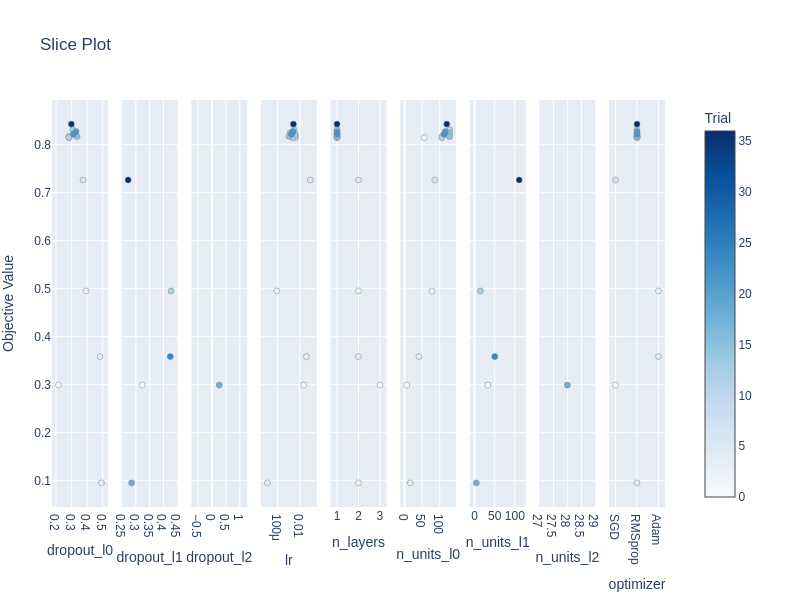 Slice Plot
Trial
Objective Value
0.8
0.7
0.6
0.5
0.4
0.3
0.2
0.1
0.2 0.3 0.4 0.5
dropout_l0
0.25 0.3 0.35 0.4 0.45
dropout_l1
−0.5 0 0.5 1
dropout_l2
100μ 0.01
lr
1 2 3
n_layers
0 50 100
n_units_l0
0 50 100
n_units_l1
27 27.5 28 28.5 29
n_units_l2
SGD RMSprop Adam
optimizer
35
30
25
20
15
10
5
0